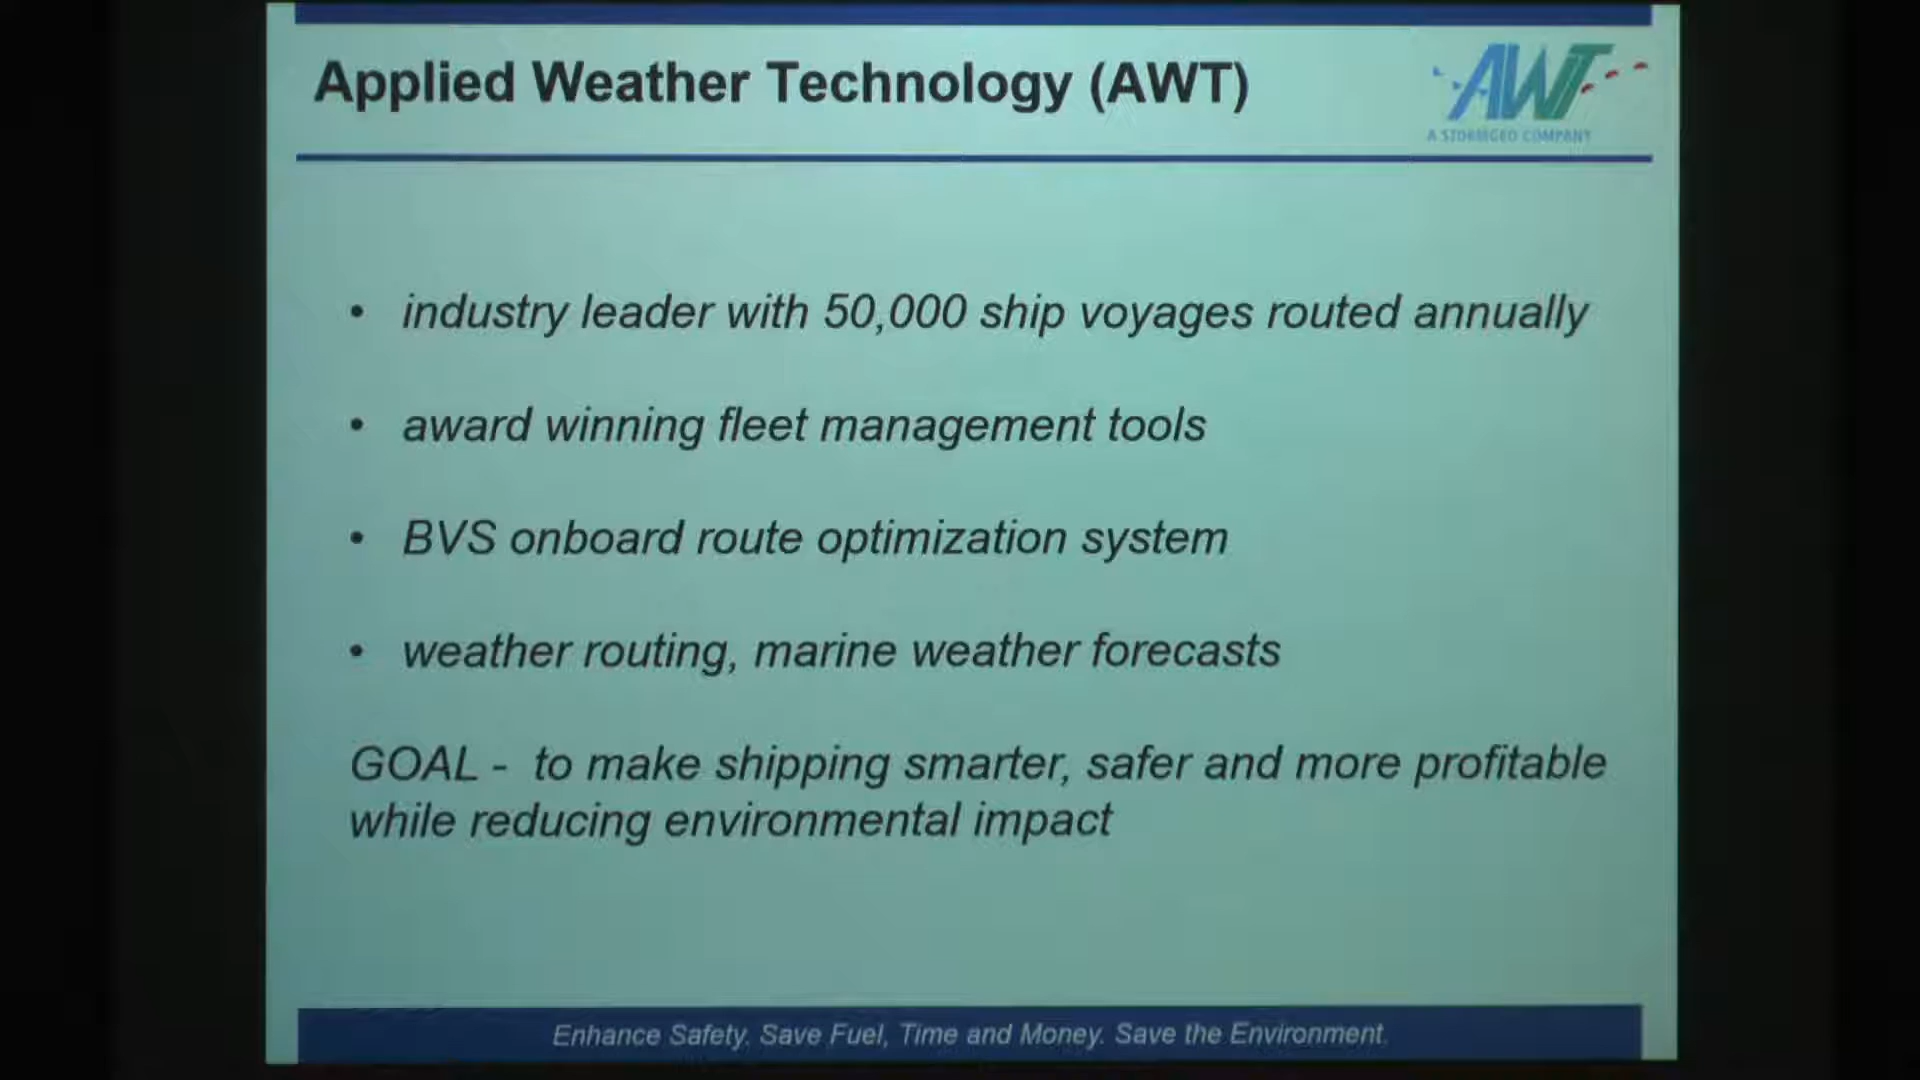 Applied Weather Technology (AWT)
AWT
A STORMGEO COMPANY
• industry leader with 50,000 ship voyages routed annually
• award winning fleet management tools
• BVS onboard route optimization system
• weather routing, marine weather forecasts
GOAL - to make shipping smarter, safer and more profitable
while reducing environmental impact
Enhance Safety. Save Fuel, Time and Money. Save the Environment.